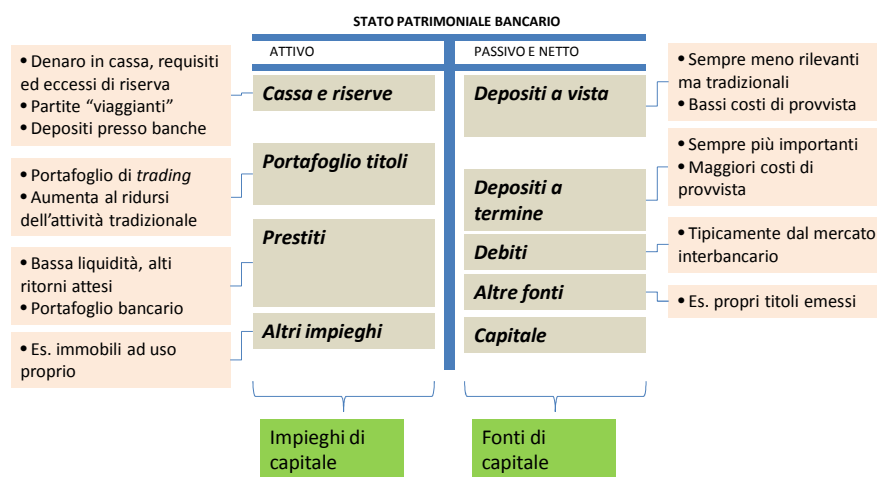 STATO PATRIMONIALE BANCARIO
ATTIVO
PASSIVO E NETTO
• Denaro in cassa, requisiti
ed eccessi di riserva
• Partite “viaggianti”
• Depositi presso banche
Cassa e riserve
Depositi a vista
• Sempre meno rilevanti
ma tradizionali
• Bassi costi di provvista
• Portafoglio di trading
• Aumenta al ridursi
dell’attività tradizionale
Portafoglio titoli
Depositi a
termine
• Sempre più importanti
• Maggiori costi di
provvista
• Bassa liquidità, alti
ritorni attesi
• Portafoglio bancario
Prestiti
Debiti
• Tipicamente dal mercato
interbancario
Altre fonti
• Es. propri titoli emessi
• Es. immobili ad uso
proprio
Altri impieghi
Capitale
Impieghi di
capitale
Fonti di
capitale